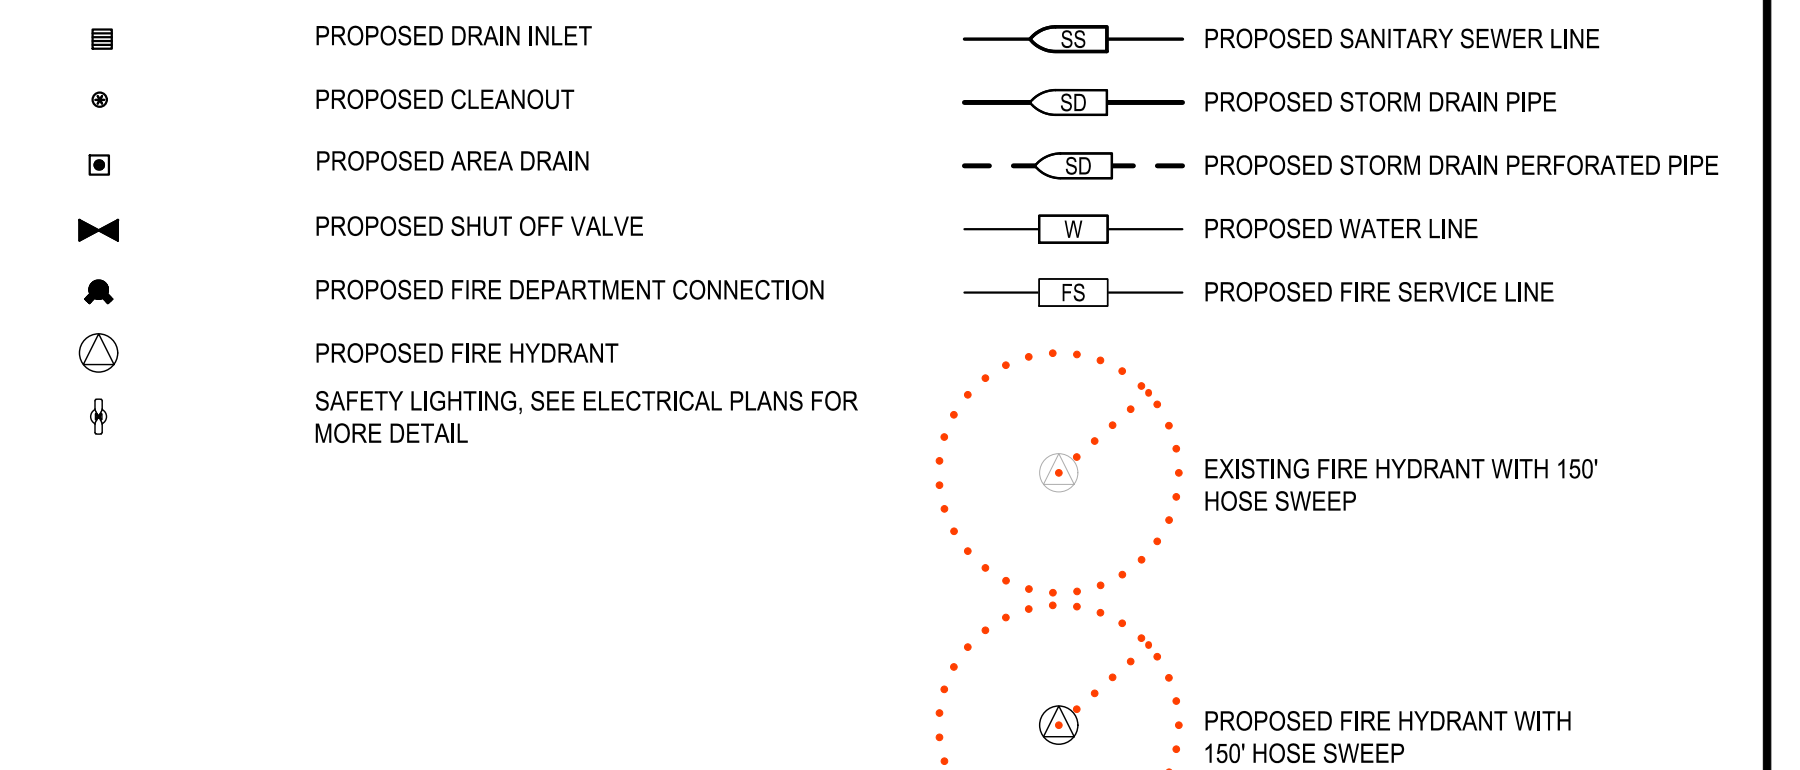 PROPOSED DRAIN INLET
PROPOSED CLEANOUT
PROPOSED AREA DRAIN
PROPOSED SHUT OFF VALVE
PROPOSED FIRE DEPARTMENT CONNECTION
PROPOSED FIRE HYDRANT
SAFETY LIGHTING, SEE ELECTRICAL PLANS FOR
MORE DETAIL
SS PROPOSED SANITARY SEWER LINE
SD PROPOSED STORM DRAIN PIPE
SD PROPOSED STORM DRAIN PERFORATED PIPE
W PROPOSED WATER LINE
FS PROPOSED FIRE SERVICE LINE
EXISTING FIRE HYDRANT WITH 150'
HOSE SWEEP
PROPOSED FIRE HYDRANT WITH
150' HOSE SWEEP